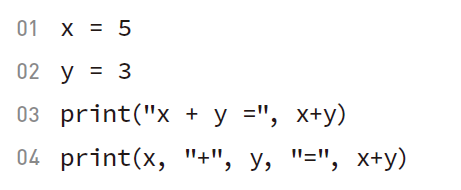 01 x = 5
02 y = 3
03 print("x + y =", x+y)
04 print(x, "+", y, "=", x+y)